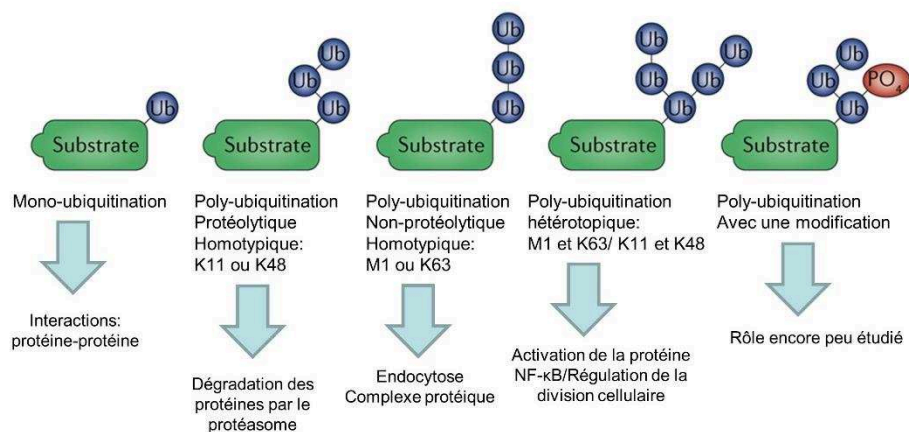 Ub
Substrate
Mono-ubiquitination
Interactions:
protéine-protéine
Ub
Ub
Ub
Substrate
Poly-ubiquitination
Protéolytique
Homotypique:
K11 ou K48
Dégradation des
protéines par le
protéasome
Ub
Ub
Ub
Substrate
Poly-ubiquitination
Non-protéolytique
Homotypique:
M1 ou K63
Endocytose
Complexe protéique
Ub
Ub
Ub
Ub
Ub
Substrate
Poly-ubiquitination
hétérotopique:
M1 et K63/ K11 et K48
Activation de la protéine
NF-κB/Régulation de la
division cellulaire
Ub
Ub
Ub
PO4
Substrate
Poly-ubiquitination
Avec une modification
Rôle encore peu étudié